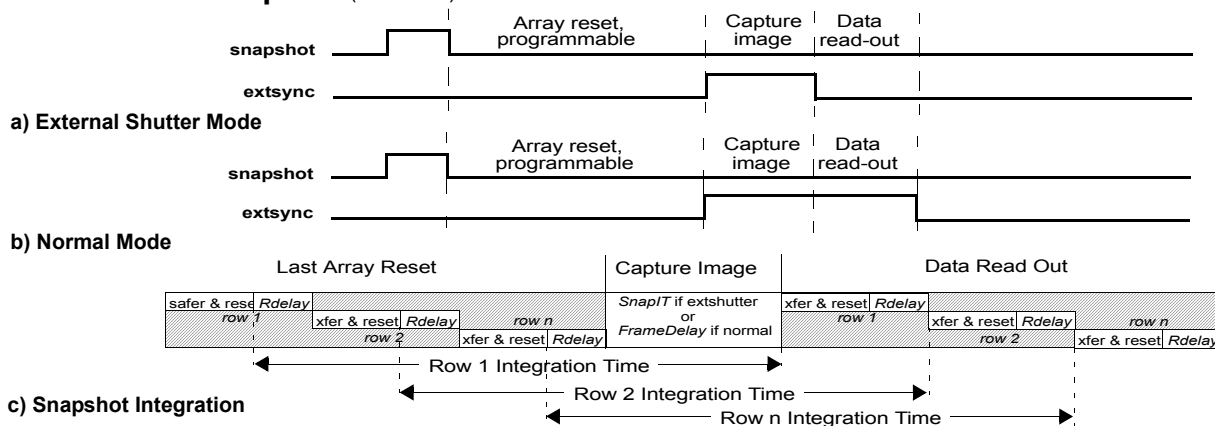 Array reset, programmable
Capture image
Data read-out
snapshot
extsync
a) External Shutter Mode
Array reset, programmable
Capture image
Data read-out
snapshot
extsync
b) Normal Mode
Last Array Reset
Capture Image
Data Read Out
safer & rese
Rdelay
row 1
xfer & reset
Rdelay
row 2
row n
xfer & reset
Rdelay
SnapIT if extshutter
or
FrameDelay if normal
xfer & reset
Rdelay
row 1
xfer & reset
Rdelay
row 2
row n
xfer & reset
Rdelay
Row 1 Integration Time
Row 2 Integration Time
Row n Integration Time
c) Snapshot Integration